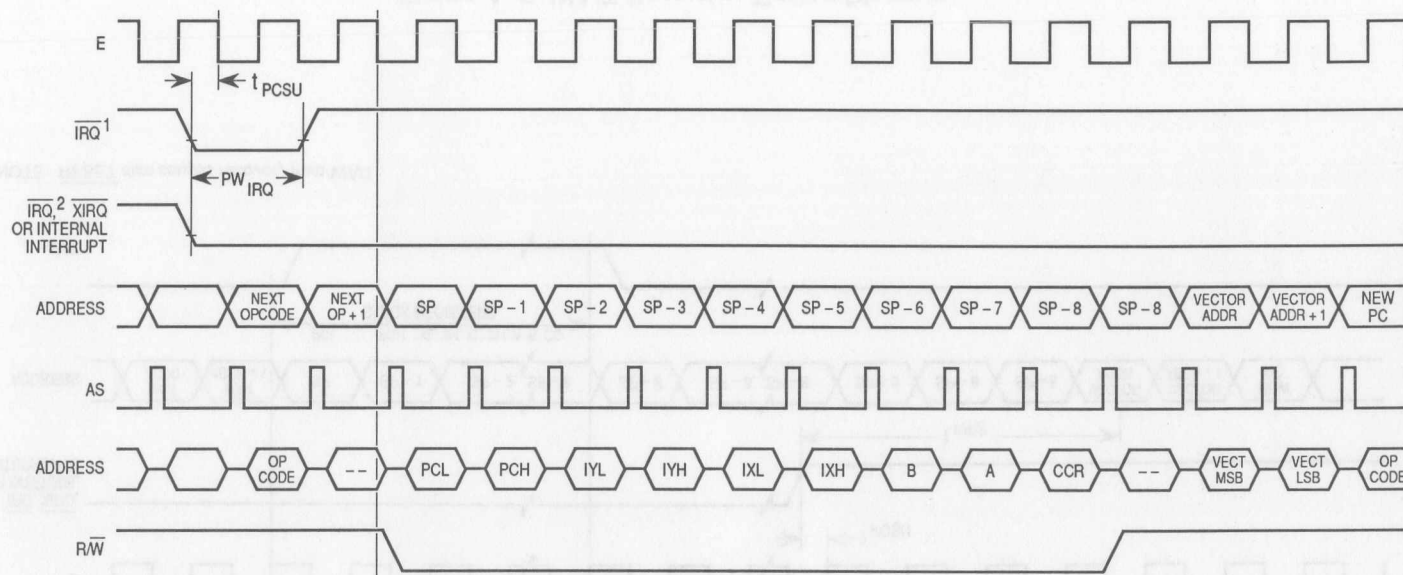 E
t PCSU
IRQ 1
PW IRQ
IRQ, 2 XIRQ
OR INTERNAL
INTERRUPT
ADDRESS
NEXT OPCODE
NEXT OP + 1
SP
SP – 1
SP – 2
SP – 3
SP – 4
SP – 5
SP – 6
SP – 7
SP – 8
SP – 8
VECTOR ADDR
VECTOR ADDR + 1
NEW PC
AS
ADDRESS
OP CODE
– –
PCL
PCH
IYL
IYH
IXL
IXH
B
A
CCR
– –
VECT MSB
VECT LSB
OP CODE
R/W